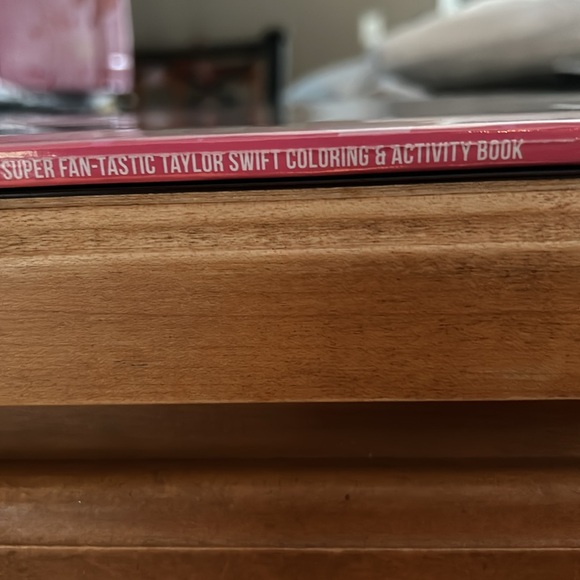 SUPER FAN-TASTIC TAYLOR SWIFT COLORING & ACTIVITY BOOK